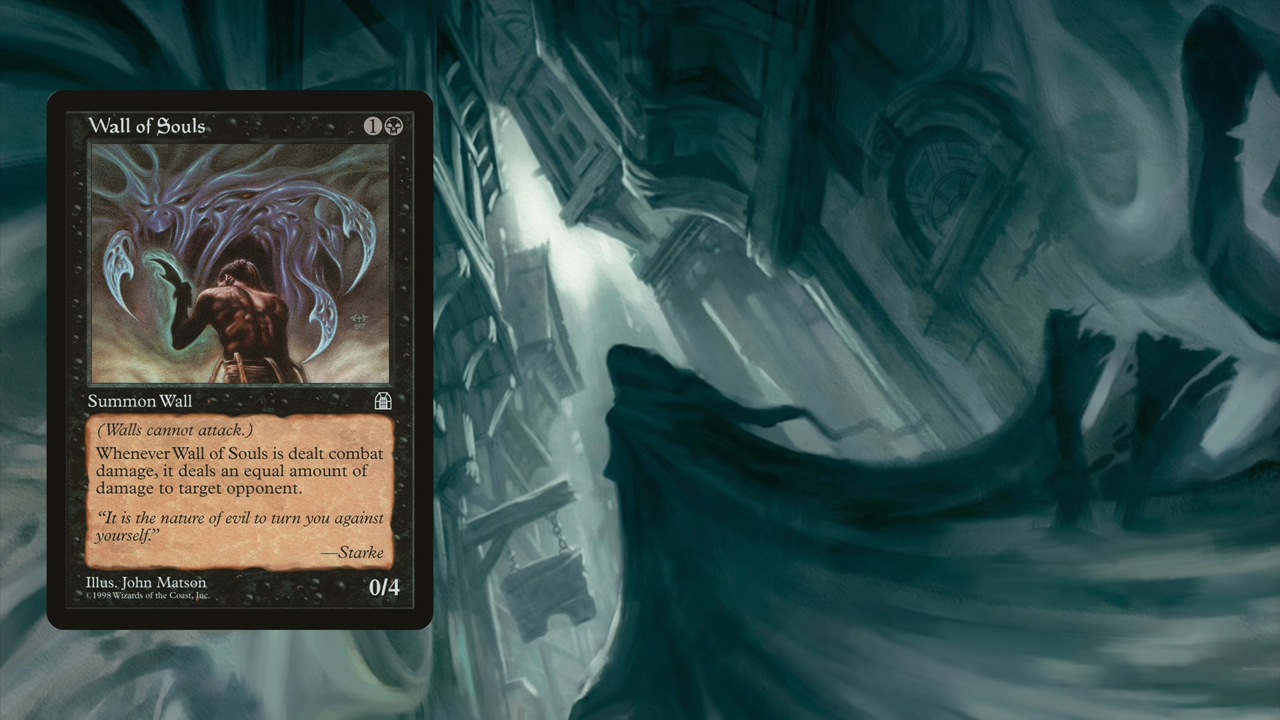 Wall of Souls 1
Summon Wall
(Walls cannot attack.)
Whenever Wall of Souls is dealt combat
damage, it deals an equal amount of
damage to target opponent.
“It is the nature of evil to turn you against
yourself.”
—Starke
Illus. John Matson
©1998 Wizards of the Coast, Inc.
0/4